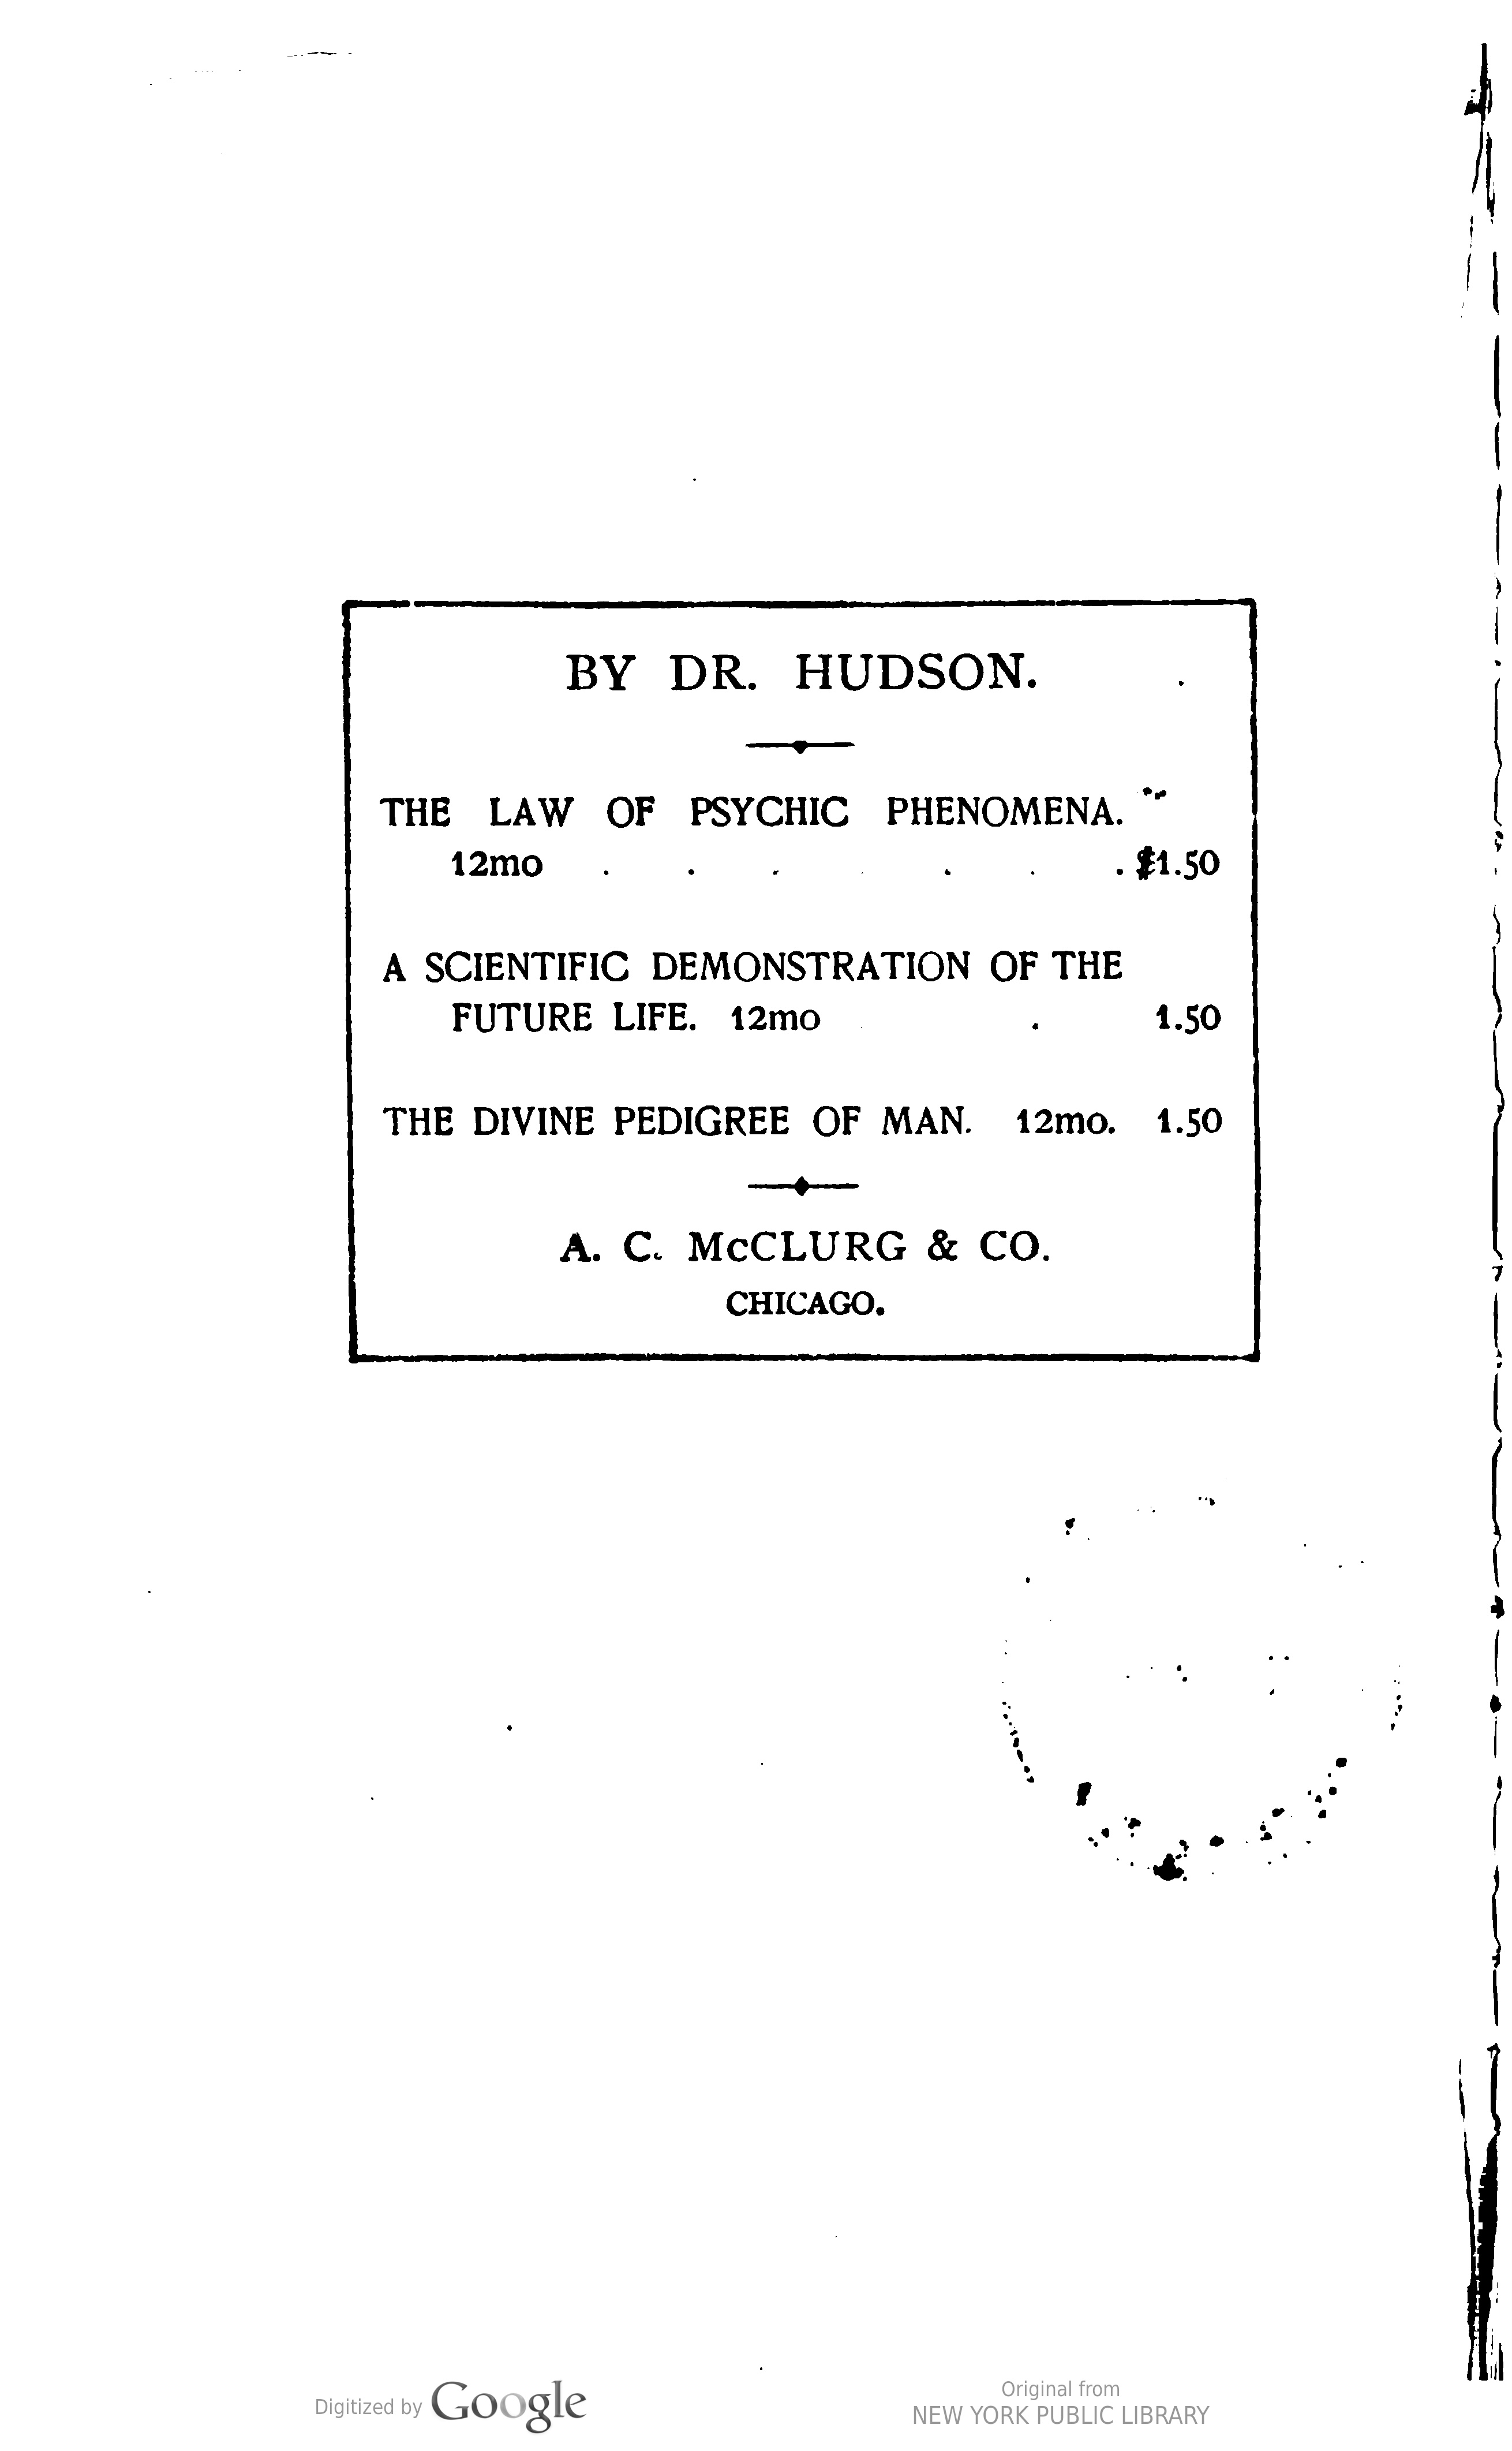 BY DR. HUDSON.
THE LAW OF PSYCHIC PHENOMENA.
12mo . . . . . . $1.50
A SCIENTIFIC DEMONSTRATION OF THE
FUTURE LIFE. 12mo . 1.50
THE DIVINE PEDIGREE OF MAN. 12mo. 1.50
A. C. McCLURG & CO.
CHICAGO.
Digitized by Google
Original from
NEW YORK PUBLIC LIBRARY